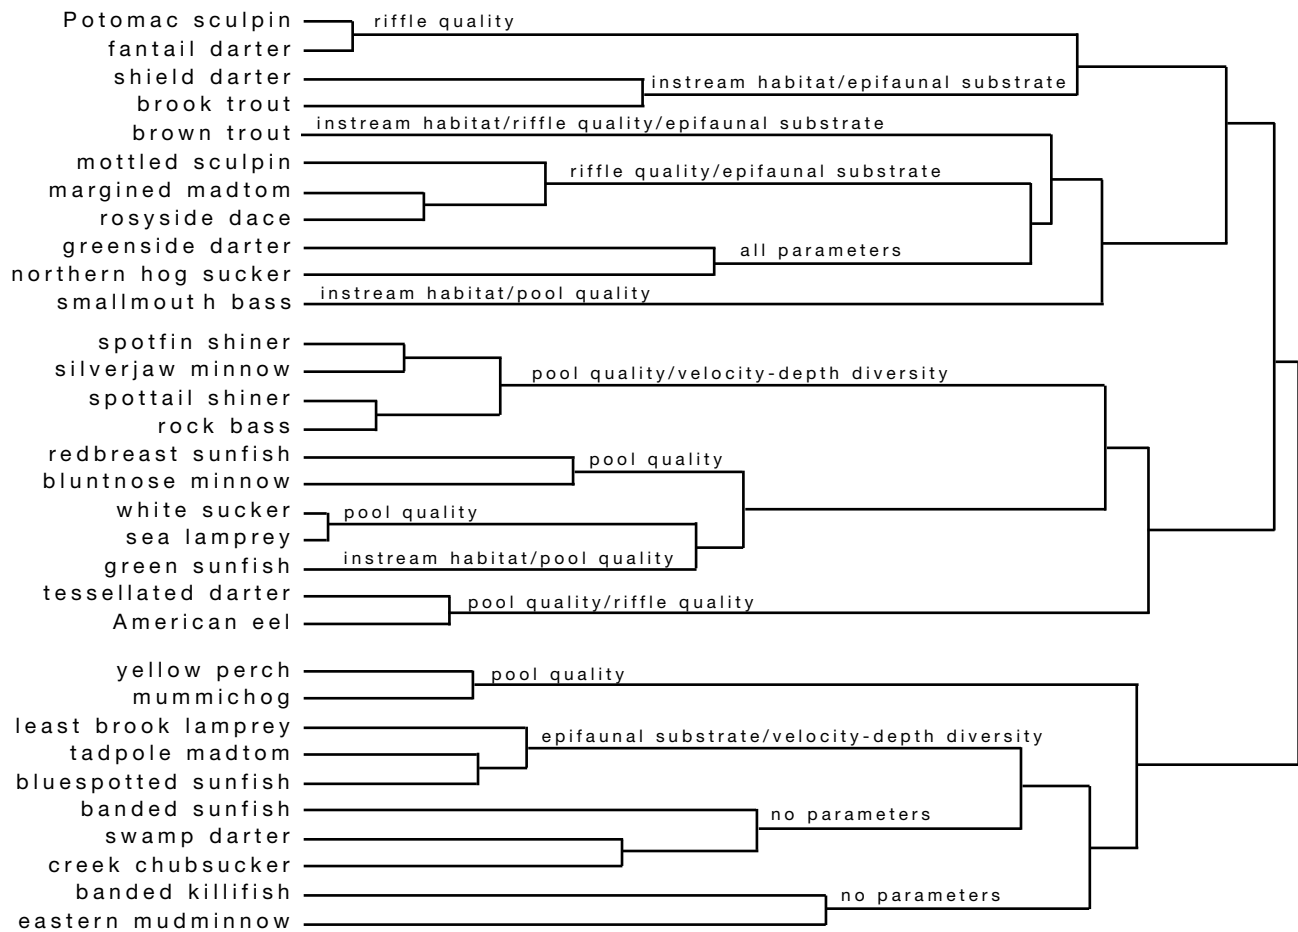 Potomac sculpin
riffle quality
fantail darter
shield darter
instream habitat/epifaunal substrate
brook trout
brown trout
instream habitat/riffle quality/epifaunal substrate
mottled sculpin
riffle quality/epifaunal substrate
margined madtom
rosyside dace
greenside darter
all parameters
northern hog sucker
smallmouth bass
instream habitat/pool quality
spotfin shiner
silverjaw minnow
pool quality/velocity-depth diversity
spottail shiner
rock bass
redbreast sunfish
pool quality
bluntnose minnow
white sucker
pool quality
sea lamprey
green sunfish
instream habitat/pool quality
tessellated darter
pool quality/riffle quality
American eel
yellow perch
pool quality
mummichog
least brook lamprey
epifaunal substrate/velocity-depth diversity
tadpole madtom
bluespotted sunfish
banded sunfish
no parameters
swamp darter
creek chubsucker
banded killifish
no parameters
eastern mudminnow